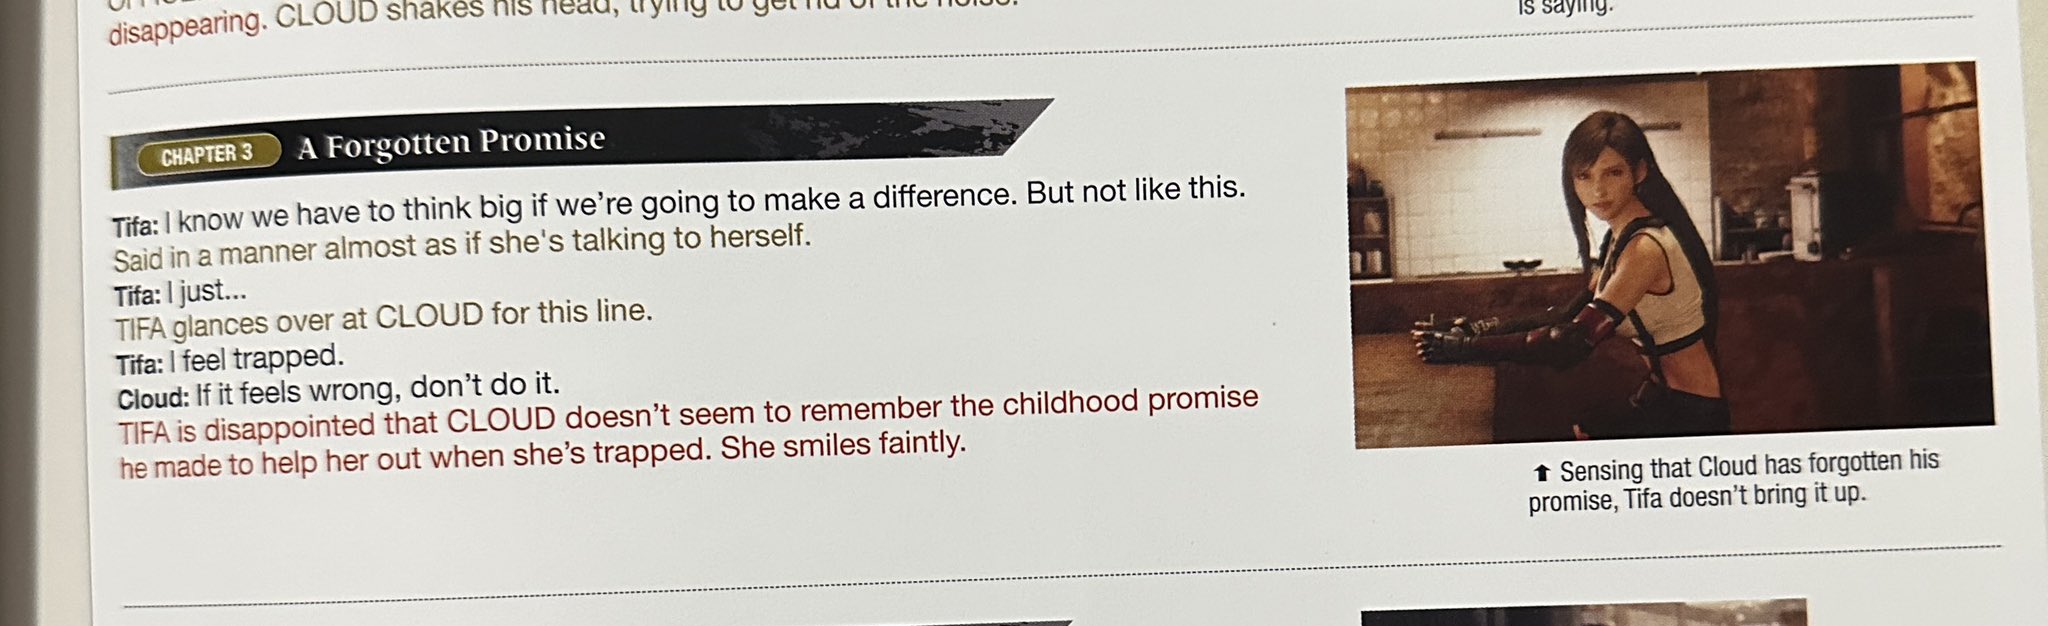 disappearing. CLOUD shakes his head, trying to get rid of the noise.
is saying.
CHAPTER 3 A Forgotten Promise
Tifa: I know we have to think big if we're going to make a difference. But not like this.
Said in a manner almost as if she's talking to herself.
Tifa: I just...
TIFA glances over at CLOUD for this line.
Tifa: I feel trapped.
Cloud: If it feels wrong, don't do it.
TIFA is disappointed that CLOUD doesn't seem to remember the childhood promise
he made to help her out when she's trapped. She smiles faintly.
⬆ Sensing that Cloud has forgotten his
promise, Tifa doesn't bring it up.